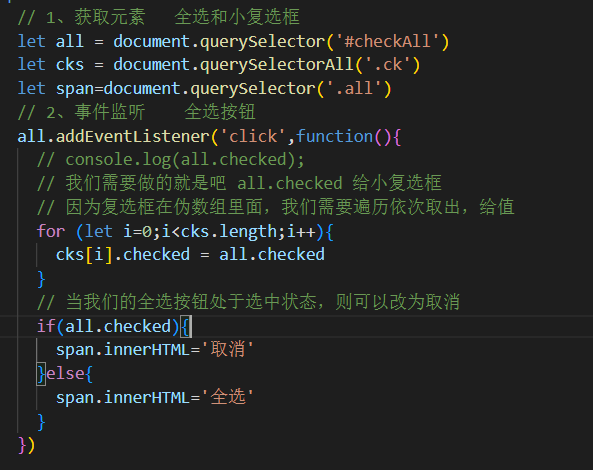 // 1、获取元素   全选和小复选框
let all = document.querySelector('#checkAll')
let cks = document.querySelectorAll('.ck')
let span=document.querySelector('.all')
// 2、事件监听    全选按钮
all.addEventListener('click',function(){
  // console.log(all.checked);
  // 我们需要做的就是吧 all.checked 给小复选框
  // 因为复选框在伪数组里面，我们需要遍历依次取出，给值
  for (let i=0;i<cks.length;i++){
    cks[i].checked = all.checked
  }
  // 当我们的全选按钮处于选中状态，则可以改为取消
  if(all.checked){
    span.innerHTML='取消'
  }else{
    span.innerHTML='全选'
  }
})